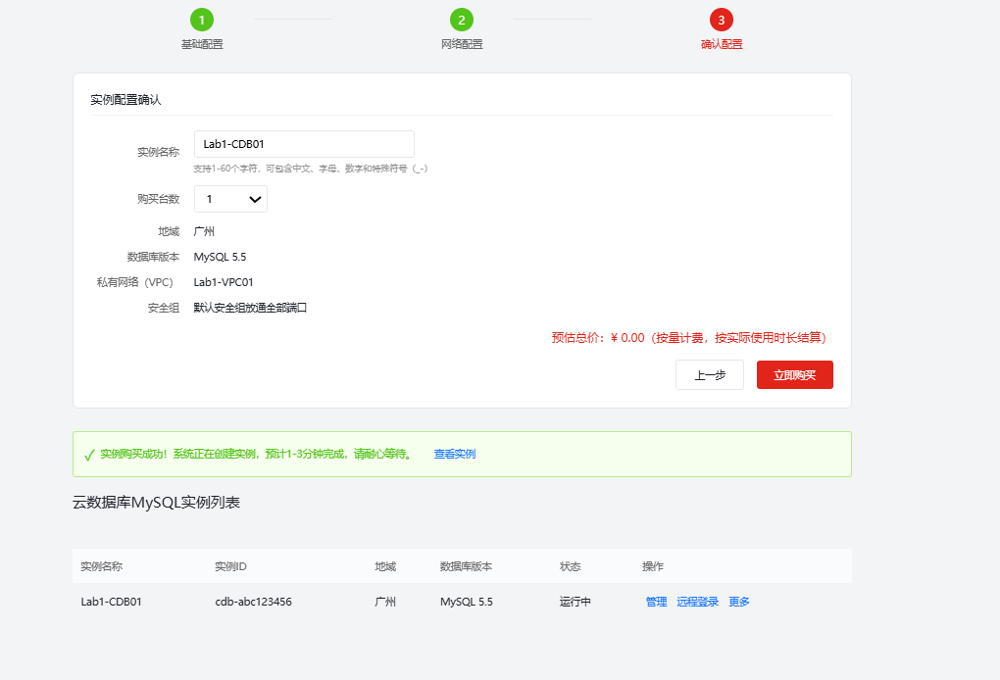 1 2 3
基础配置 网络配置 确认配置
实例配置确认
实例名称 Lab1-CDB01
支持1-60个字符，可包含中文、字母、数字和特殊符号（_-）
购买台数 1
地域 广州
数据库版本 MySQL 5.5
私有网络（VPC） Lab1-VPC01
安全组 默认安全组放通全部端口
预估总价：¥ 0.00（按量计费，按实际使用时长结算）
上一步 立即购买
✓ 实例购买成功！系统正在创建实例，预计1-3分钟完成，请耐心等待。 查看实例
云数据库MySQL实例列表
实例名称 实例ID 地域 数据库版本 状态 操作
Lab1-CDB01 cdb-abc123456 广州 MySQL 5.5 运行中 管理 远程登录 更多